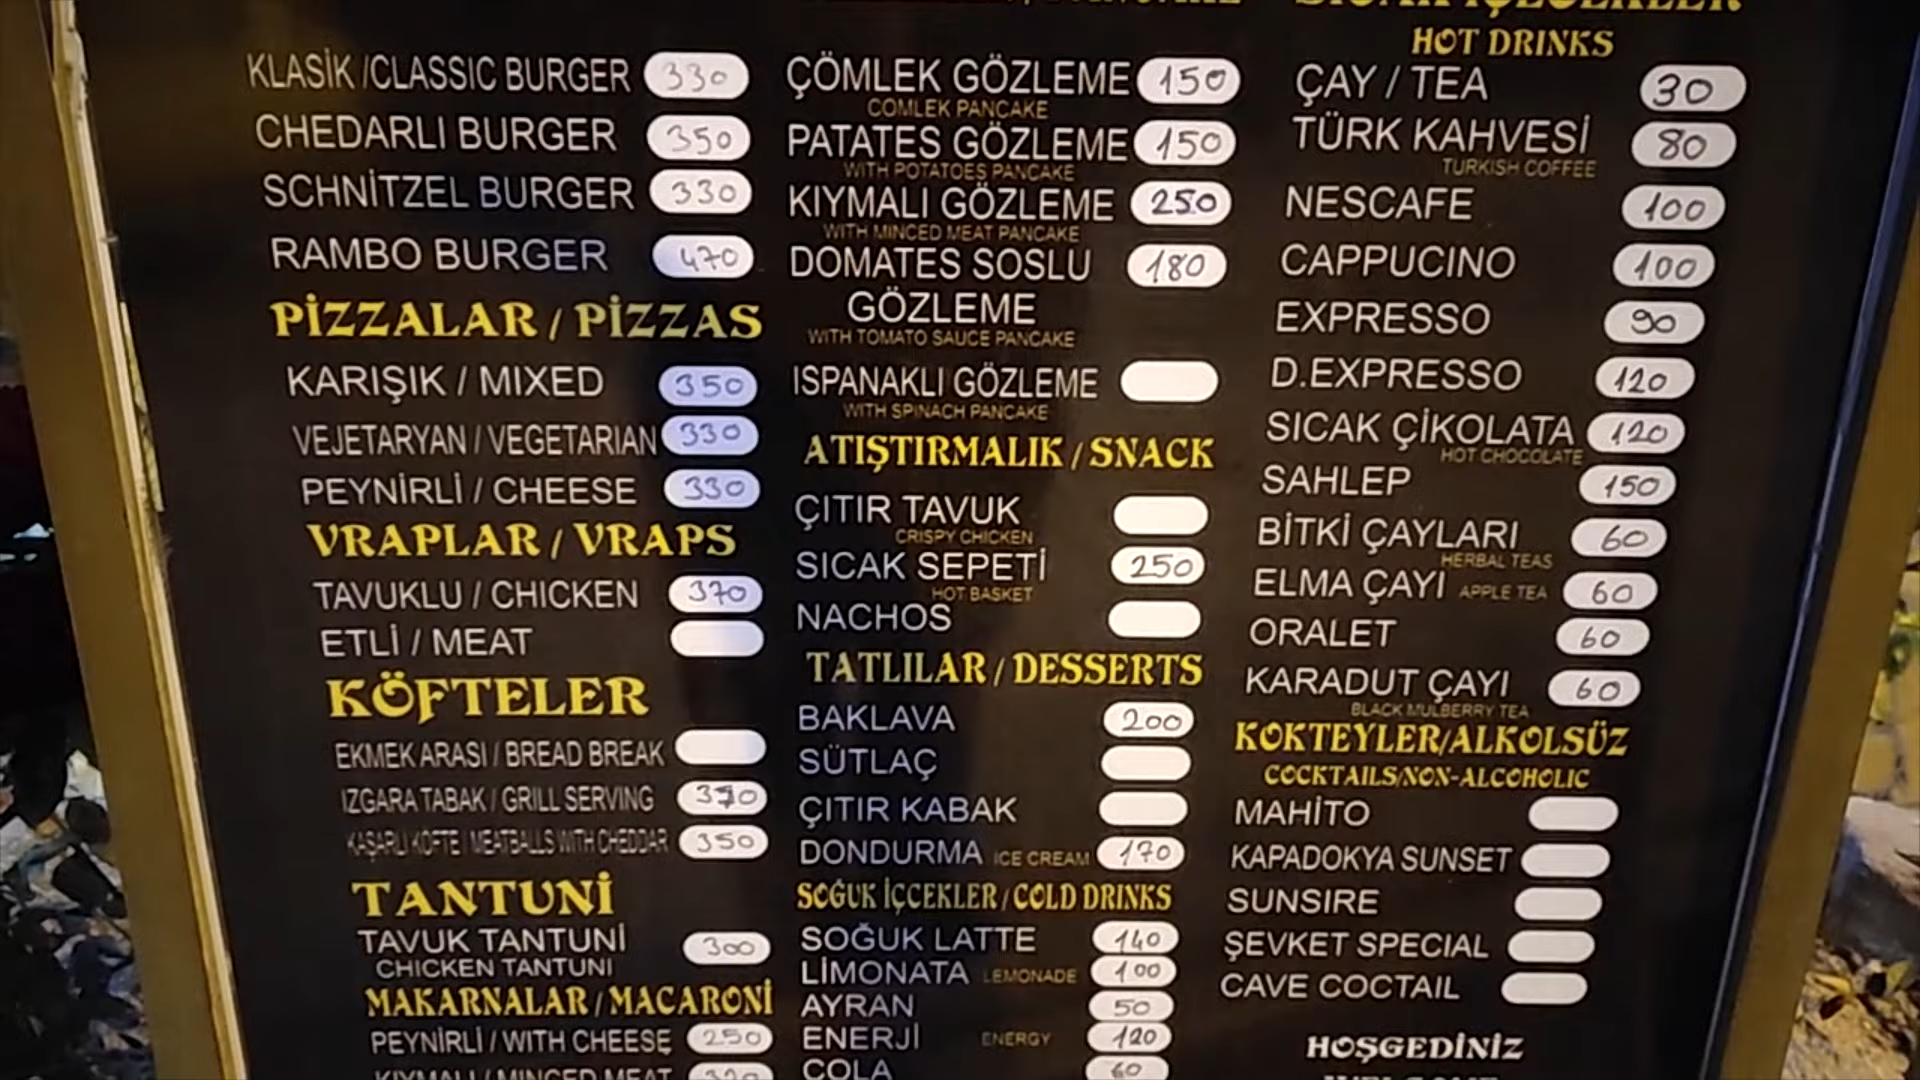 KLASİK /CLASSIC BURGER 330
CHEDARLI BURGER 350
SCHNİTZEL BURGER 330
RAMBO BURGER 470
PİZZALAR / PİZZAS
KARIŞIK / MIXED 350
VEJETARYAN / VEGETARIAN 330
PEYNİRLİ / CHEESE 330
VRAPLAR / VRAPS
TAVUKLU / CHICKEN 370
ETLİ / MEAT
KÖFTELER
EKMEK ARASI / BREAD BREAK
IZGARA TABAK / GRILL SERVING 370
KAŞARLI KÖFTE / MEATBALLS WITH CHEDDAR 350
TANTUNİ
TAVUK TANTUNİ 300
CHICKEN TANTUNI
MAKARNALAR / MACARONİ
PEYNİRLİ / WITH CHEESE 250
KIYMALI / MINCED MEAT 320
ÇÖMLEK GÖZLEME 150
COMLEK PANCAKE
PATATES GÖZLEME 150
WITH POTATOES PANCAKE
KIYMALI GÖZLEME 250
WITH MINCED MEAT PANCAKE
DOMATES SOSLU 180
GÖZLEME
WITH TOMATO SAUCE PANCAKE
ISPANAKLI GÖZLEME
WITH SPINACH PANCAKE
ATIŞTIRMALIK / SNACK
ÇITIR TAVUK
CRISPY CHICKEN
SICAK SEPETİ 250
HOT BASKET
NACHOS
TATLILAR / DESSERTS
BAKLAVA 200
SÜTLAÇ
ÇITIR KABAK
DONDURMA ICE CREAM 170
SOĞUK İÇCEKLER / COLD DRINKS
SOĞUK LATTE 140
LİMONATA LEMONADE 100
AYRAN 50
ENERJİ ENERGY 120
COLA 60
SICAK İÇECEKLER
HOT DRINKS
ÇAY / TEA 30
TÜRK KAHVESİ 80
TURKISH COFFEE
NESCAFE 100
CAPPUCINO 100
EXPRESSO 90
D.EXPRESSO 120
SICAK ÇİKOLATA 120
HOT CHOCOLATE
SAHLEP 150
BİTKİ ÇAYLARI 60
HERBAL TEAS
ELMA ÇAYI APPLE TEA 60
ORALET 60
KARADUT ÇAYI 60
BLACK MULBERRY TEA
KOKTEYLER/ALKOLSÜZ
COCKTAILS/NON-ALCOHOLIC
MAHİTO
KAPADOKYA SUNSET
SUNSIRE
ŞEVKET SPECIAL
CAVE COCTAIL
HOŞGEDİNİZ
WELCOME